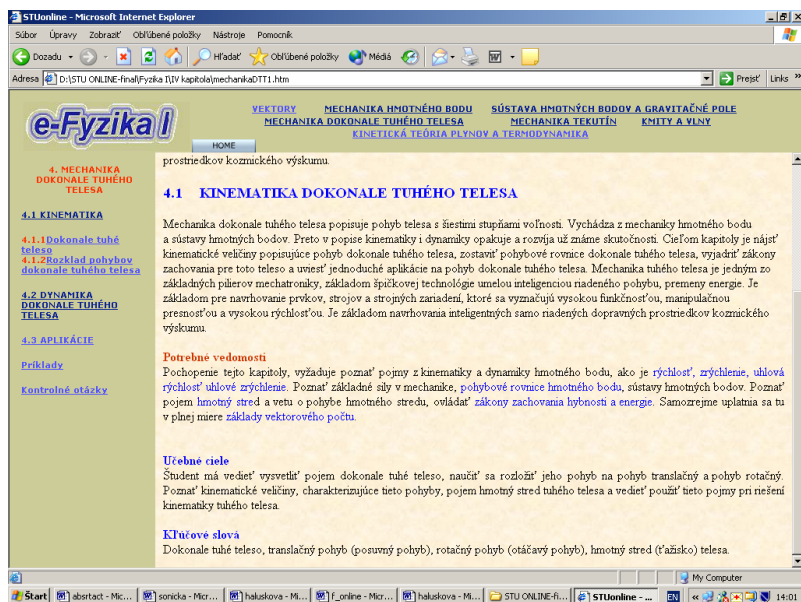 STUonline - Microsoft Internet Explorer
Súbor Úpravy Zobraziť Obľúbené položky Nástroje Pomocník
Dozadu Hľadať Obľúbené položky Médiá
Adresa D:\STU ONLINE-final\Fyzika I\IV kapitola\mechanikaDTT1.htm Prejsť Links »
e-Fyzika I
HOME
VEKTORY MECHANIKA HMOTNÉHO BODU SÚSTAVA HMOTNÝCH BODOV A GRAVITAČNÉ POLE
MECHANIKA DOKONALE TUHÉHO TELESA MECHANIKA TEKUTÍN KMITY A VLNY
KINETICKÁ TEÓRIA PLYNOV A TERMODYNAMIKA
4. MECHANIKA
DOKONALE TUHÉHO
TELESA
4.1 KINEMATIKA
4.1.1Dokonale tuhé
teleso
4.1.2Rozklad pohybov
dokonale tuhého telesa
4.2 DYNAMIKA
DOKONALE TUHÉHO
TELESA
4.3 APLIKÁCIE
Príklady
Kontrolné otázky
prostriedkov kozmického výskumu.
4.1 KINEMATIKA DOKONALE TUHÉHO TELESA
Mechanika dokonale tuhého telesa popisuje pohyb telesa s šiestimi stupňami voľnosti. Vychádza z mechaniky hmotného bodu
a sústavy hmotných bodov. Preto v popise kinematiky i dynamiky opakuje a rozvíja už známe skutočnosti. Cieľom kapitoly je nájsť
kinematické veličiny popisujúce pohyb dokonale tuhého telesa, zostaviť pohybové rovnice dokonale tuhého telesa, vyjadriť zákony
zachovania pre toto teleso a uviesť jednoduché aplikácie na pohyb dokonale tuhého telesa. Mechanika tuhého telesa je jedným zo
základných pilierov mechatroniky, základom špičkovej technológie umelou inteligenciou riadeného pohybu, premeny energie. Je
základom pre navrhovanie prvkov, strojov a strojných zariadení, ktoré sa vyznačujú vysokou funkčnosťou, manipulačnou
presnosťou a vysokou rýchlosťou. Je základom navrhovania inteligentných samo riadených dopravných prostriedkov kozmického
výskumu.
Potrebné vedomosti
Pochopenie tejto kapitoly, vyžaduje poznať pojmy z kinematiky a dynamiky hmotného bodu, ako je rýchlosť, zrýchlenie, uhlová
rýchlosť uhlové zrýchlenie. Poznať základné sily v mechanike, pohybové rovnice hmotného bodu, sústavy hmotných bodov. Poznať
pojem hmotný stred a vetu o pohybe hmotného stredu, ovládať zákony zachovania hybnosti a energie. Samozrejme uplatnia sa tu
v plnej miere základy vektorového počtu.
Učebné ciele
Študent má vedieť vysvetliť pojem dokonale tuhé teleso, naučiť sa rozložiť jeho pohyb na pohyb translačný a pohyb rotačný.
Poznať kinematické veličiny, charakterizujúce tieto pohyby, pojem hmotný stred tuhého telesa a vedieť použiť tieto pojmy pri riešení
kinematiky tuhého telesa.
Kľúčové slová
Dokonale tuhé teleso, translačný pohyb (posuvný pohyb), rotačný pohyb (otáčavý pohyb), hmotný stred (ťažisko) telesa.
My Computer
Štart absrtact - Mic... sonicka - Micr... haluskova - Mi... f_online - Micr... haluskova - Mi... STU ONLINE-fi... STUonline - ... EN « 14:01